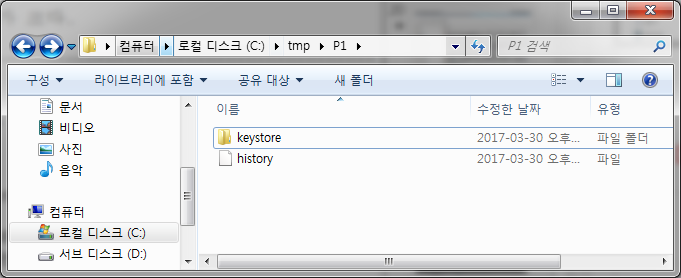 컴퓨터 로컬 디스크 (C:) tmp P1 P1 검색
구성 라이브러리에 포함 공유 대상 새 폴더
이름 수정한 날짜 유형
문서
비디오
사진
음악
컴퓨터
로컬 디스크 (C:)
서브 디스크 (D:)
keystore 2017-03-30 오후... 파일 폴더
history 2017-03-30 오후... 파일